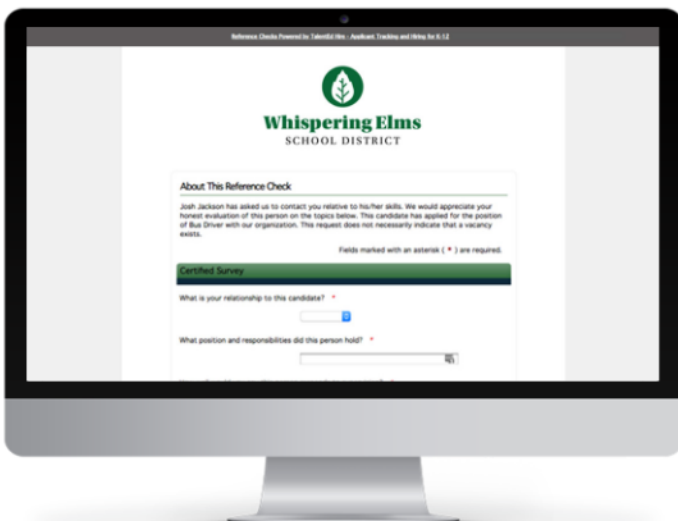 Reference Checks Powered by TalentEd Hire - Applicant Tracking and Hiring for K-12
Whispering Elms
SCHOOL DISTRICT
About This Reference Check
Josh Jackson has asked us to contact you relative to his/her skills. We would appreciate your
honest evaluation of this person on the topics below. This candidate has applied for the position
of Bus Driver with our organization. This request does not necessarily indicate that a vacancy
exists.
Fields marked with an asterisk ( * ) are required.
Certified Survey
What is your relationship to this candidate? *
What position and responsibilities did this person hold? *